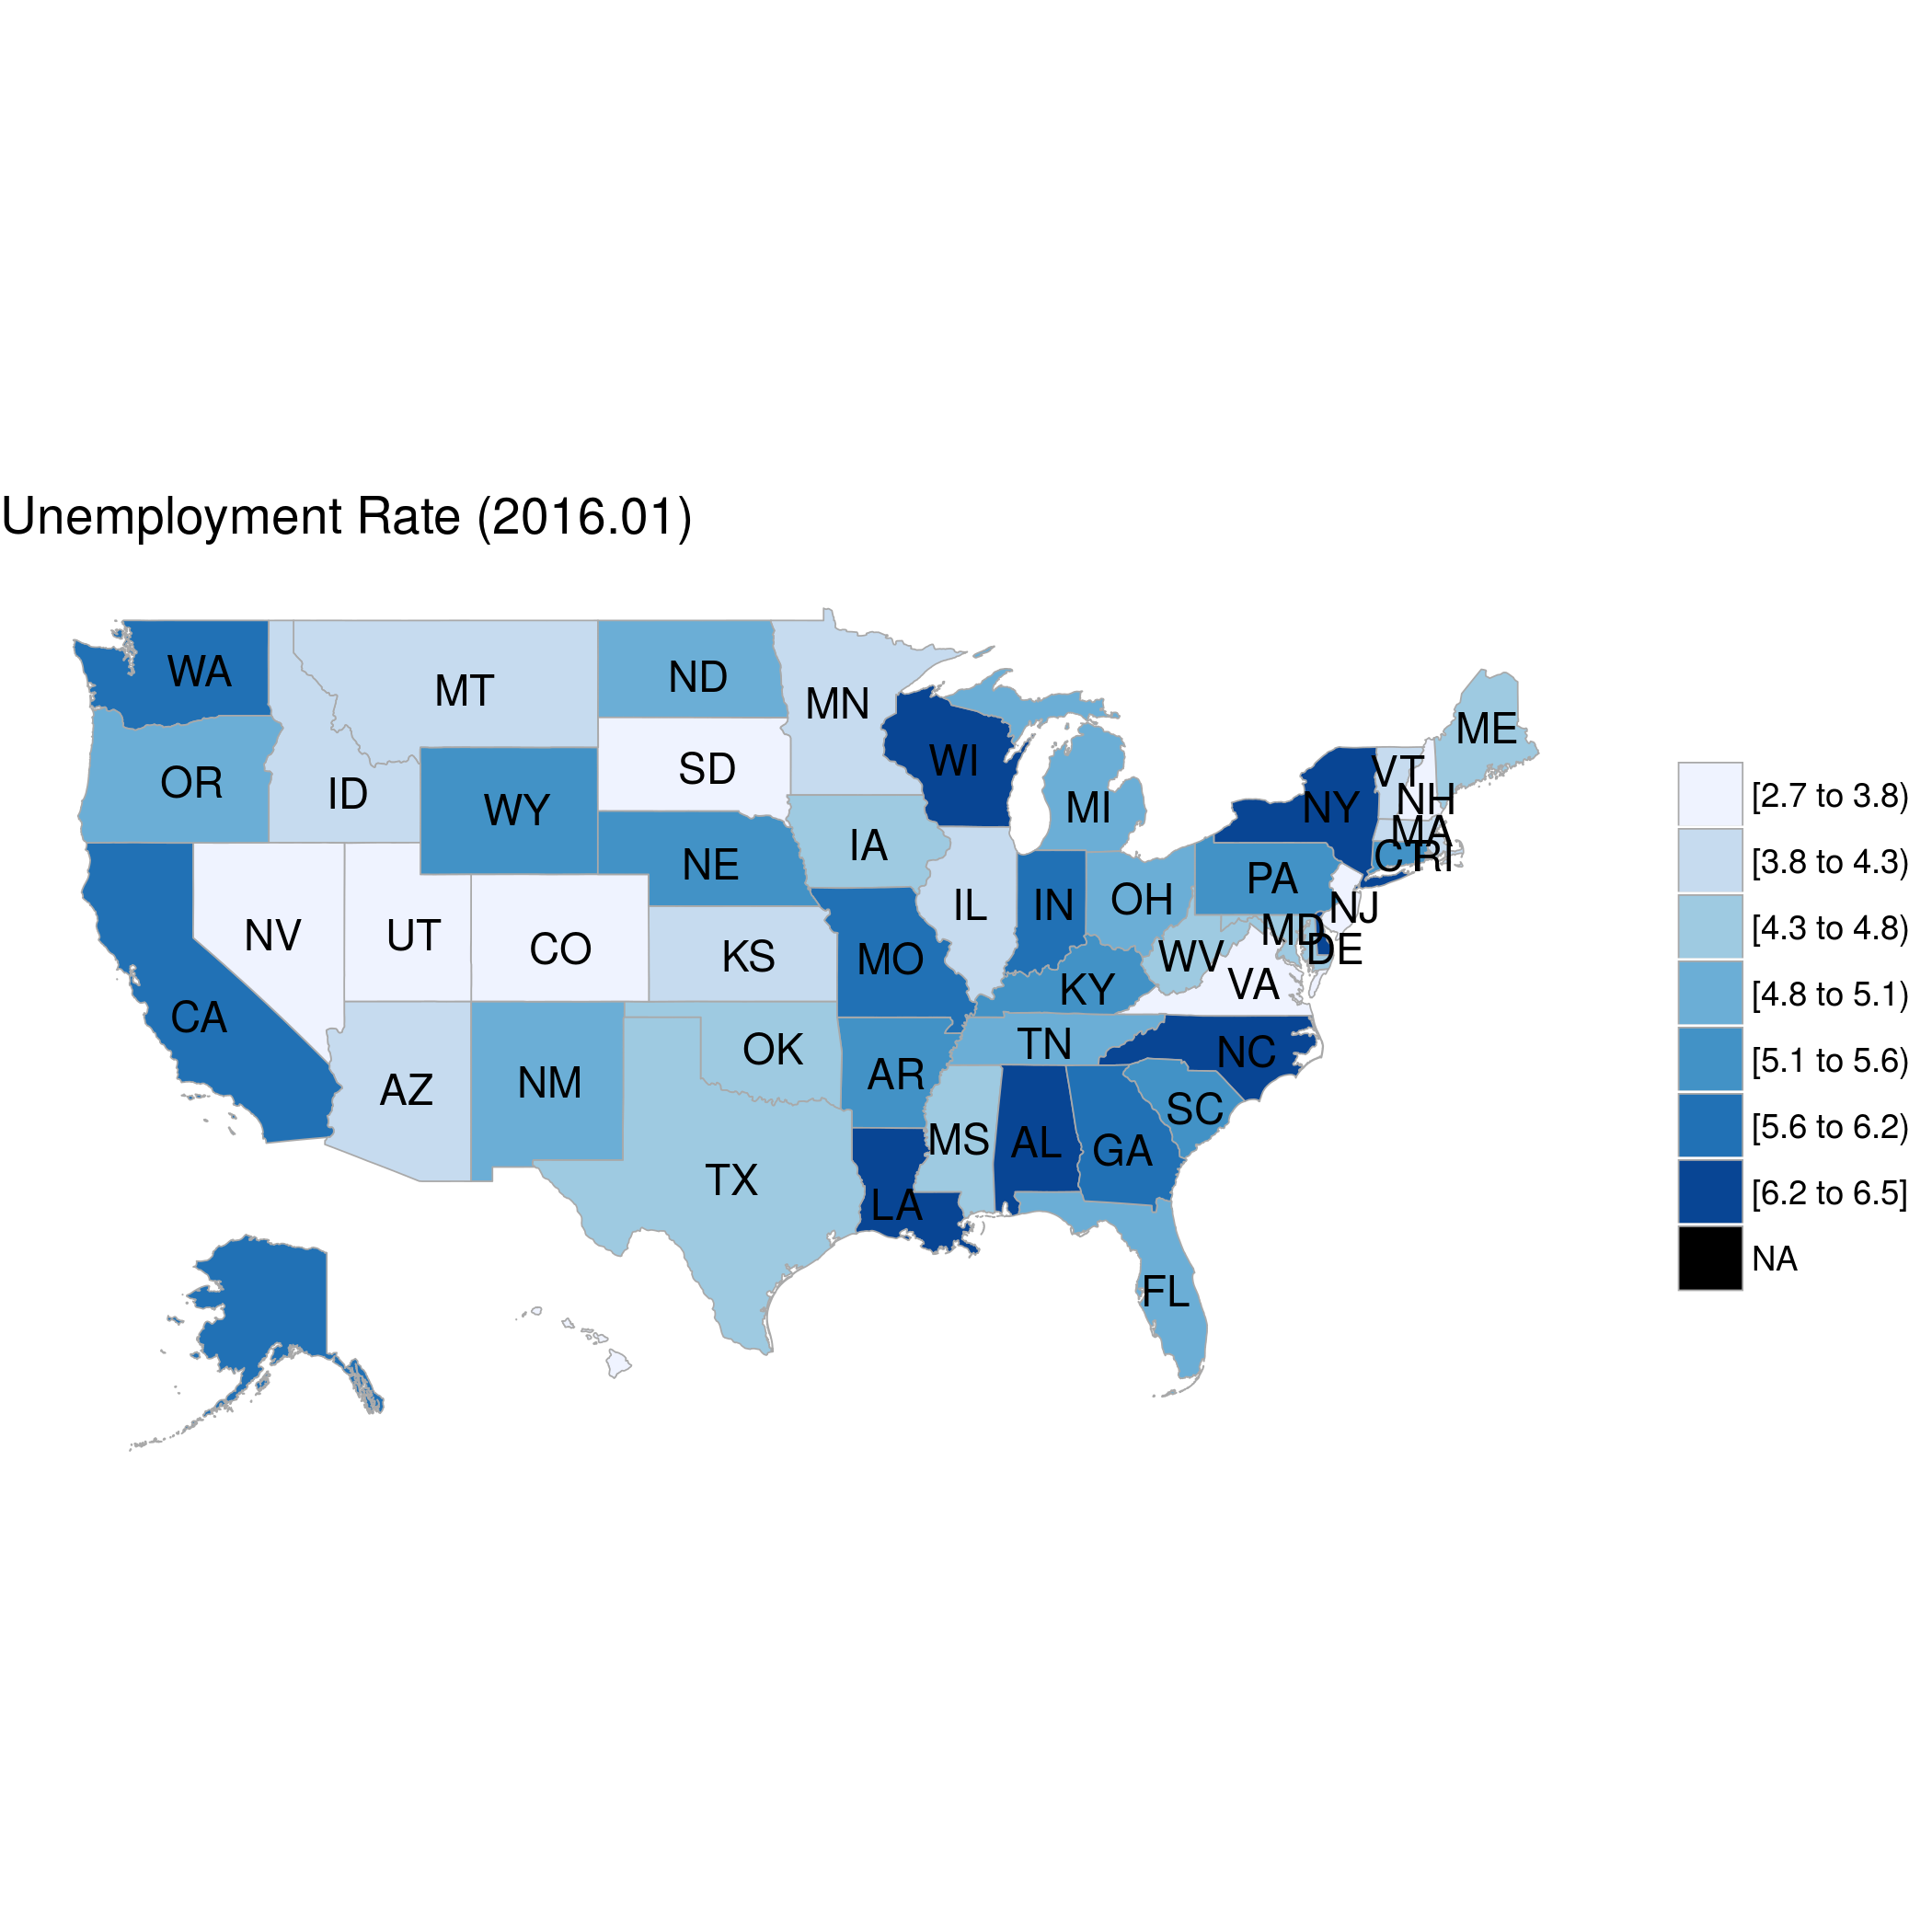 Unemployment Rate (2016.01)
WA
MT
ND
MN
ME
OR
ID
WY
SD
WI
MI
NY
VT
NH
MA
CT
RI
IA
NE
PA
NV
UT
CO
KS
MO
IL
IN
OH
NJ
MD
DE
WV
VA
KY
CA
AZ
NM
OK
AR
TN
NC
SC
TX
LA
MS
AL
GA
FL
[2.7 to 3.8)
[3.8 to 4.3)
[4.3 to 4.8)
[4.8 to 5.1)
[5.1 to 5.6)
[5.6 to 6.2)
[6.2 to 6.5]
NA